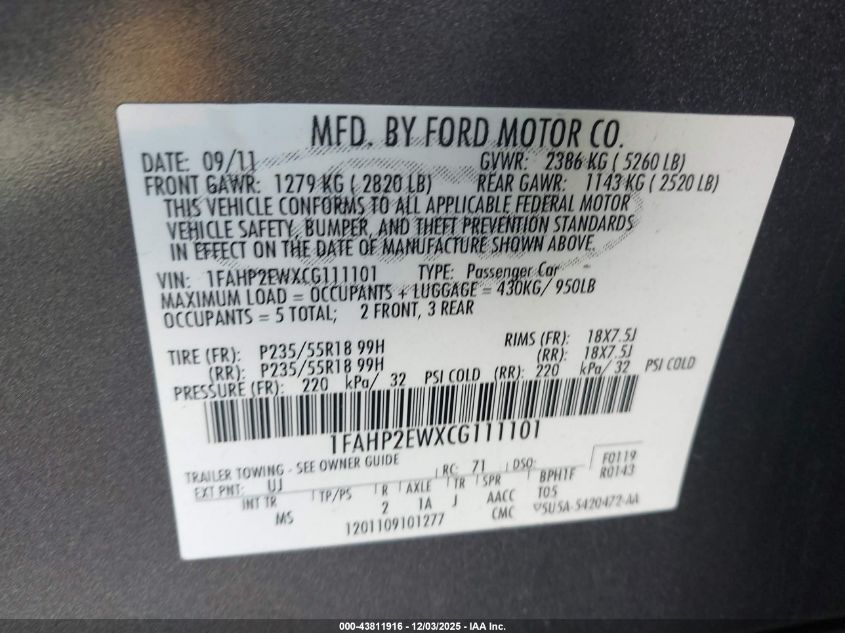 MFD. BY FORD MOTOR CO.
DATE: 09/11 GVWR: 2386 KG ( 5260 LB)
FRONT GAWR: 1279 KG ( 2820 LB) REAR GAWR: 1143 KG ( 2520 LB)
THIS VEHICLE CONFORMS TO ALL APPLICABLE FEDERAL MOTOR
VEHICLE SAFETY, BUMPER, AND THEFT PREVENTION STANDARDS
IN EFFECT ON THE DATE OF MANUFACTURE SHOWN ABOVE.
VIN: 1FAHP2EWXCG111101 TYPE: Passenger Car
MAXIMUM LOAD = OCCUPANTS + LUGGAGE = 430KG/ 950LB
OCCUPANTS = 5 TOTAL; 2 FRONT, 3 REAR
TIRE (FR): P235/55R18 99H RIMS (FR): 18X7.5J
(RR): P235/55R18 99H (RR): 18X7.5J
PRESSURE (FR): 220 kPa/ 32 PSI COLD (RR): 220 kPa/ 32 PSI COLD
1FAHP2EWXCG111101
TRAILER TOWING - SEE OWNER GUIDE
F0119
EXT PNT: UJ RC: 71 DSO: R0143
INT TR TP/PS R AXLE TR SPR BPH1F
MS 2 1A J AACC T05
1201109101277 CMC 5U5A-5420472-AA
000-43811916 - 12/03/2025 - IAA Inc.